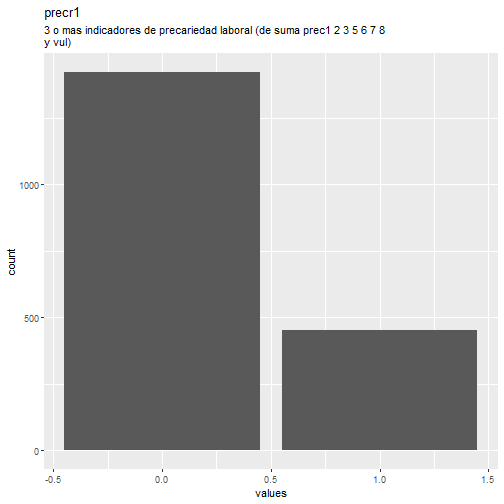 precr1
3 o mas indicadores de precariedad laboral (de suma prec1 2 3 5 6 7 8
y vul)
1000
500
0
count
-0.5
0.0
0.5
1.0
1.5
values